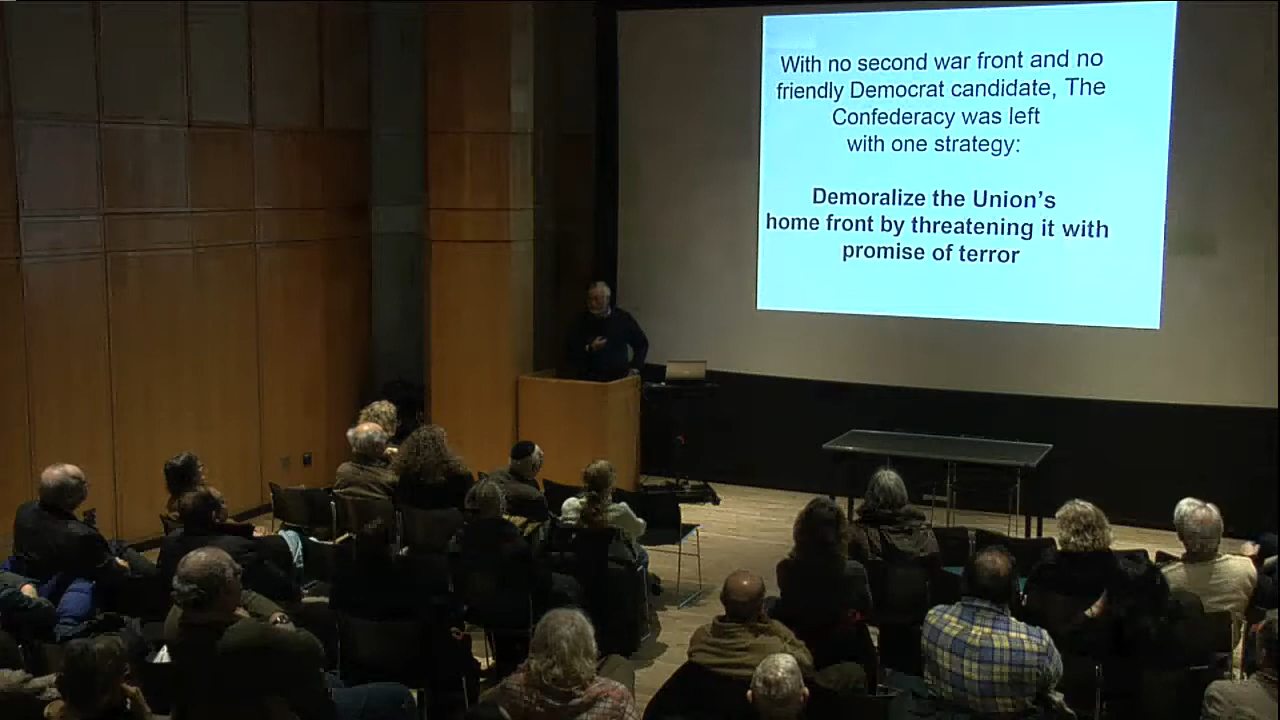 With no second war front and no
friendly Democrat candidate, The
Confederacy was left
with one strategy:
Demoralize the Union's
home front by threatening it with
promise of terror